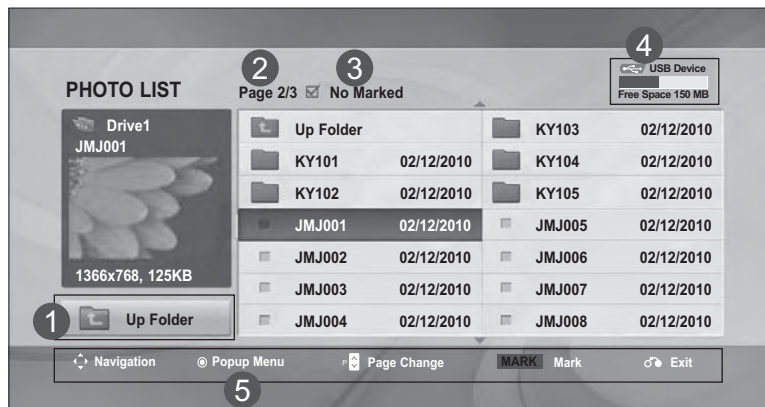 2 3 4
USB Device
PHOTO LIST Page 2/3 No Marked Free Space 150 MB
Drive1
JMJ001
1366x768, 125KB
1 Up Folder
Up Folder KY103 02/12/2010
KY101 02/12/2010 KY104 02/12/2010
KY102 02/12/2010 KY105 02/12/2010
JMJ001 02/12/2010 JMJ005 02/12/2010
JMJ002 02/12/2010 JMJ006 02/12/2010
JMJ003 02/12/2010 JMJ007 02/12/2010
JMJ004 02/12/2010 JMJ008 02/12/2010
Navigation Popup Menu P Page Change MARK Mark Exit
5